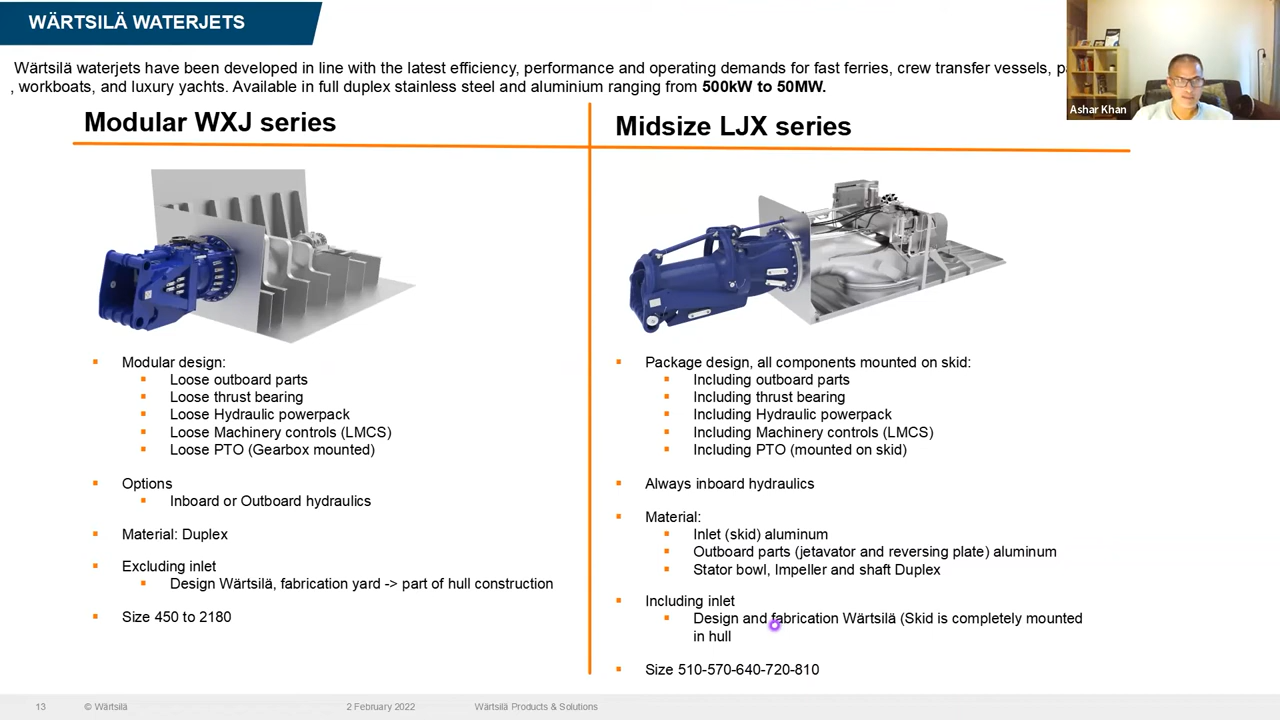 WÄRTSILÄ WATERJETS
Wärtsilä waterjets have been developed in line with the latest efficiency, performance and operating demands for fast ferries, crew transfer vessels,
, workboats, and luxury yachts. Available in full duplex stainless steel and aluminium ranging from 500kW to 50MW.
Ashar Khan
Modular WXJ series
Modular design:
Loose outboard parts
Loose thrust bearing
Loose Hydraulic powerpack
Loose Machinery controls (LMCS)
Loose PTO (Gearbox mounted)
Options
Inboard or Outboard hydraulics
Material: Duplex
Excluding inlet
Design Wärtsilä, fabrication yard -> part of hull construction
Size 450 to 2180
Midsize LJX series
Package design, all components mounted on skid:
Including outboard parts
Including thrust bearing
Including Hydraulic powerpack
Including Machinery controls (LMCS)
Including PTO (mounted on skid)
Always inboard hydraulics
Material:
Inlet (skid) aluminum
Outboard parts (jetavator and reversing plate) aluminum
Stator bowl, Impeller and shaft Duplex
Including inlet
Design and fabrication Wärtsilä (Skid is completely mounted
in hull
Size 510-570-640-720-810
13 © Wärtsilä 2 February 2022 Wärtsilä Products & Solutions